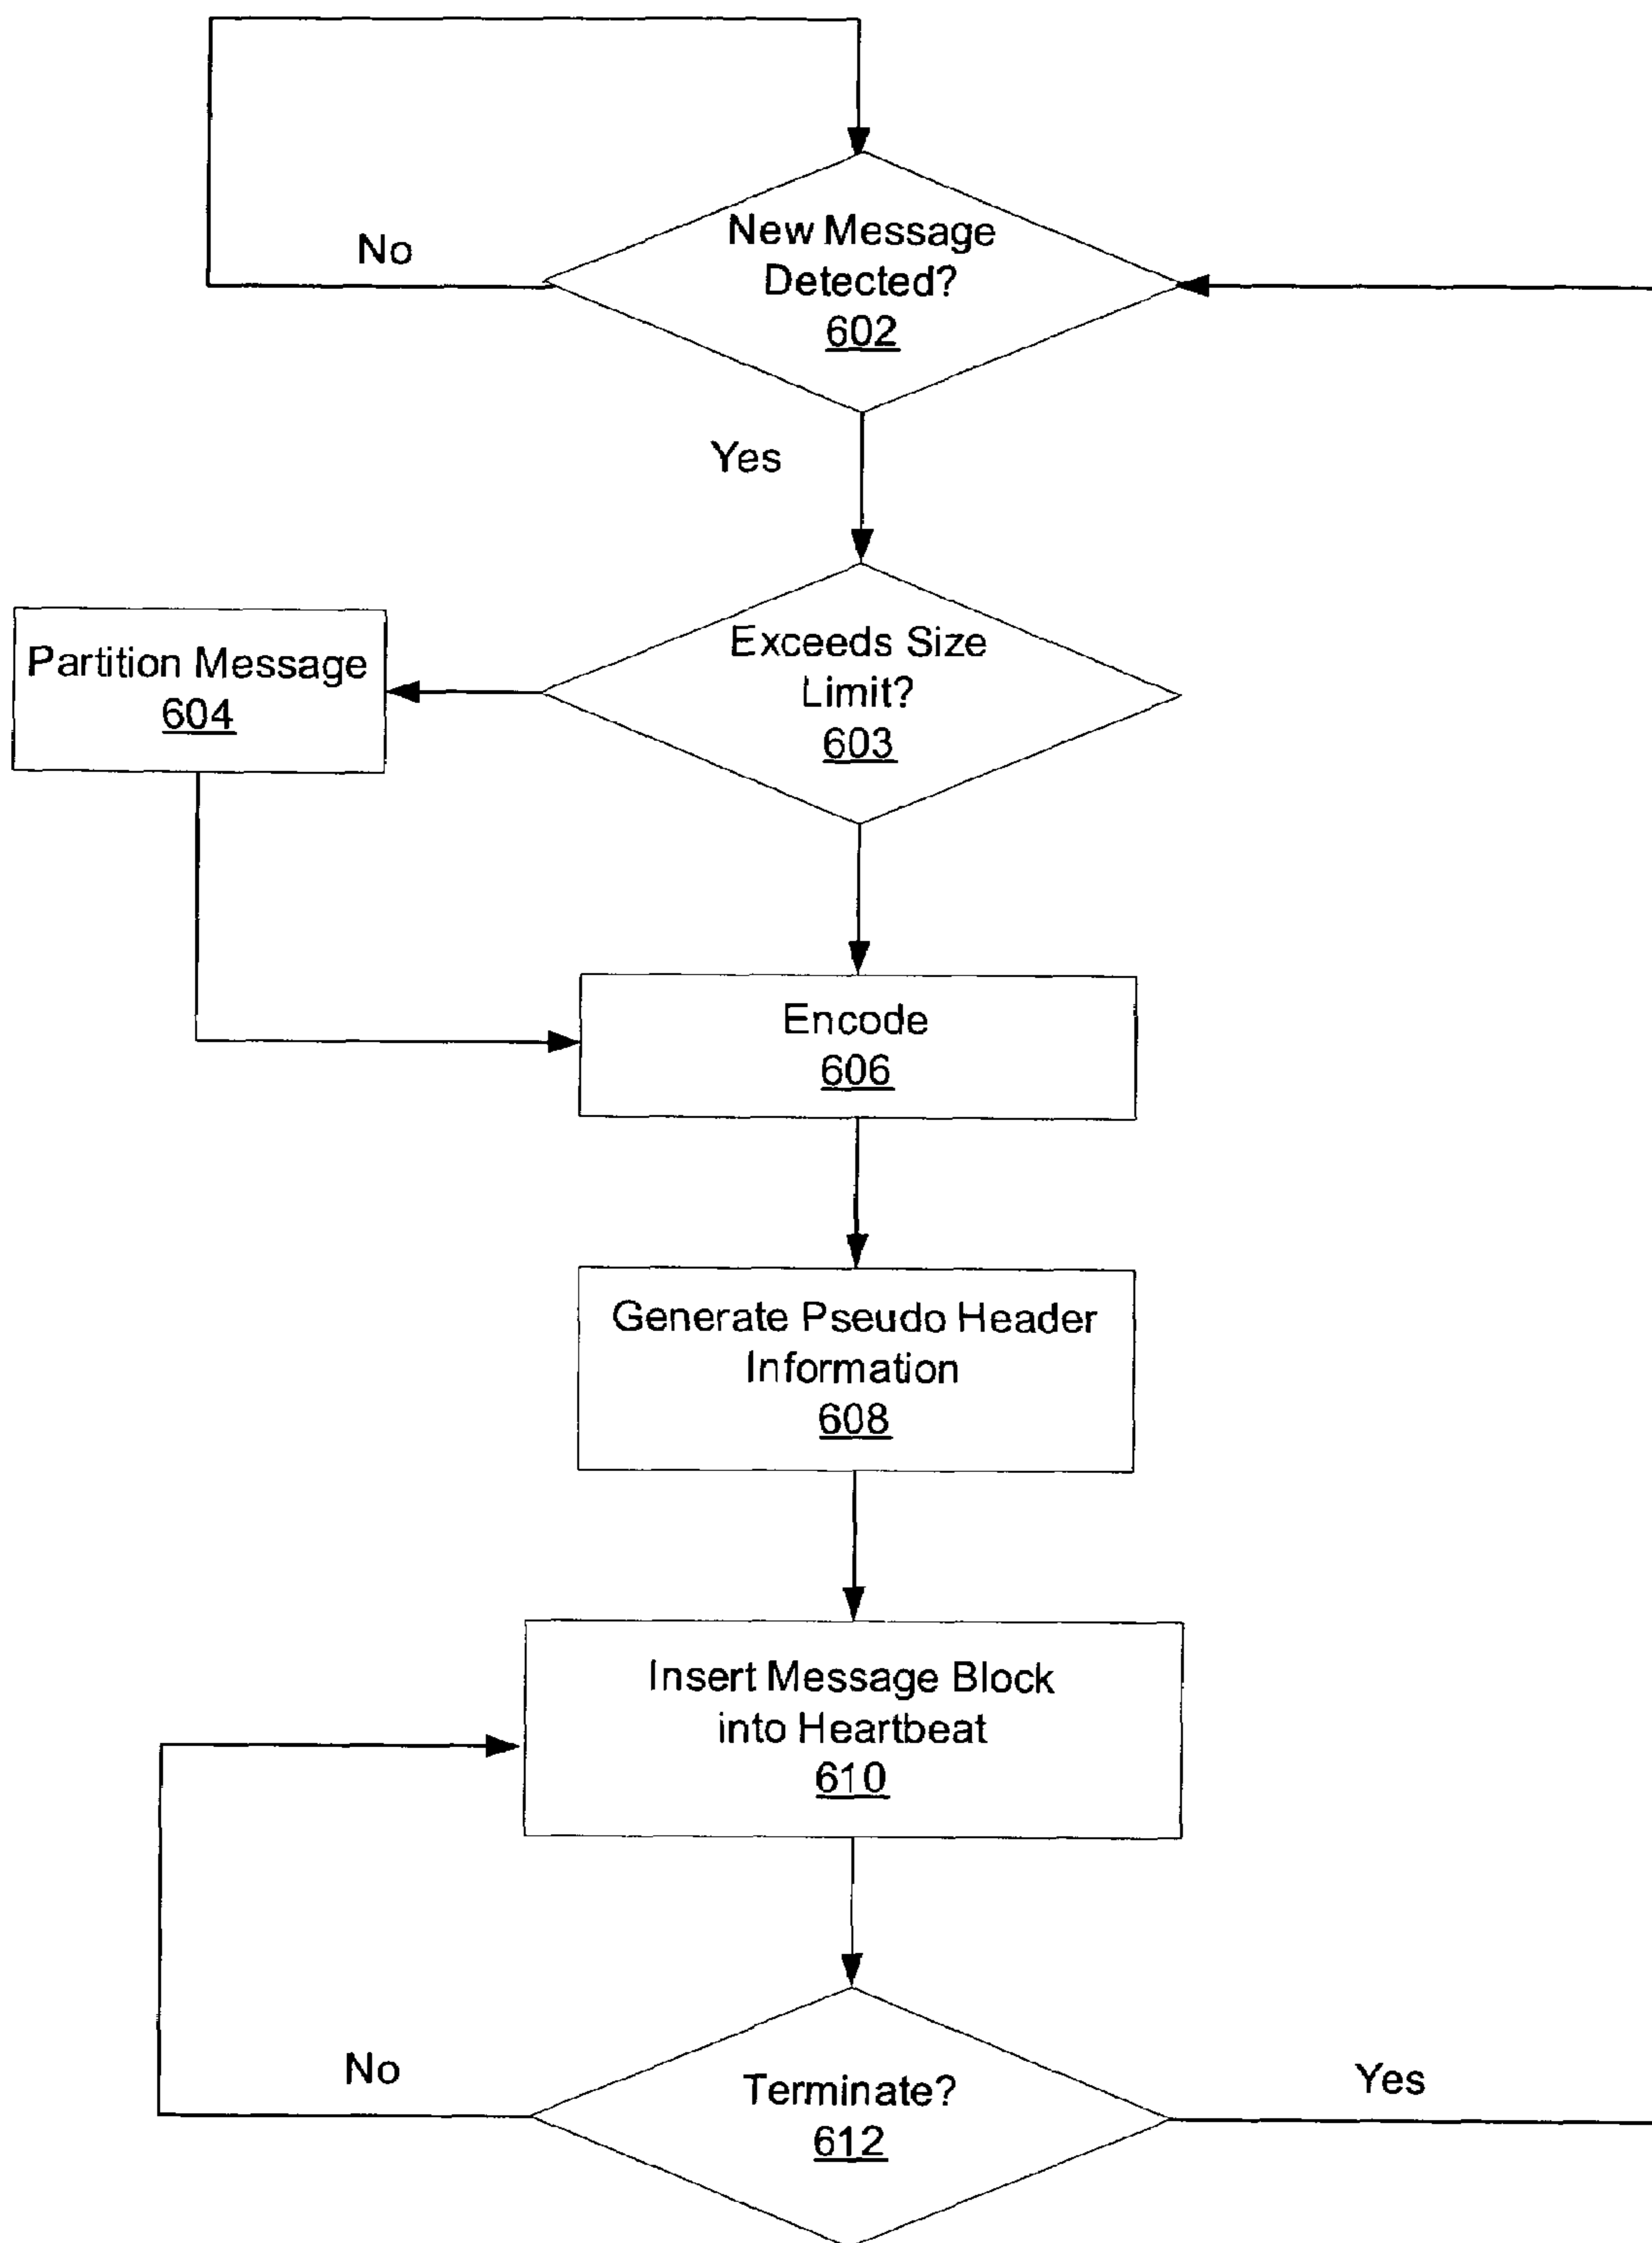 New Message
Detected?
602
No
Yes
Exceeds Size
Limit?
603
Partition Message
604
Encode
606
Generate Pseudo Header
Information
608
Insert Message Block
into Heartbeat
610
No
Terminate?
612
Yes